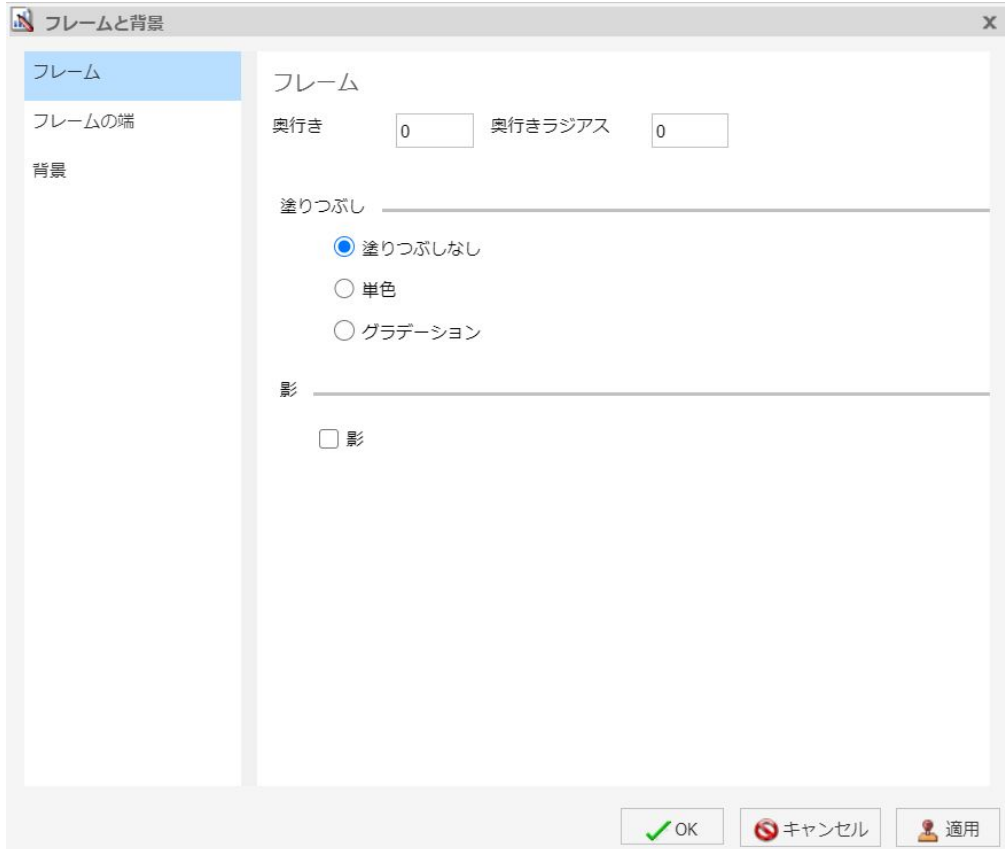 フレームと背景
x
フレーム
フレームの端
背景
フレーム
奥行き 0 奥行きラジアス 0
塗りつぶし
塗りつぶしなし
単色
グラデーション
影
影
OK キャンセル 適用